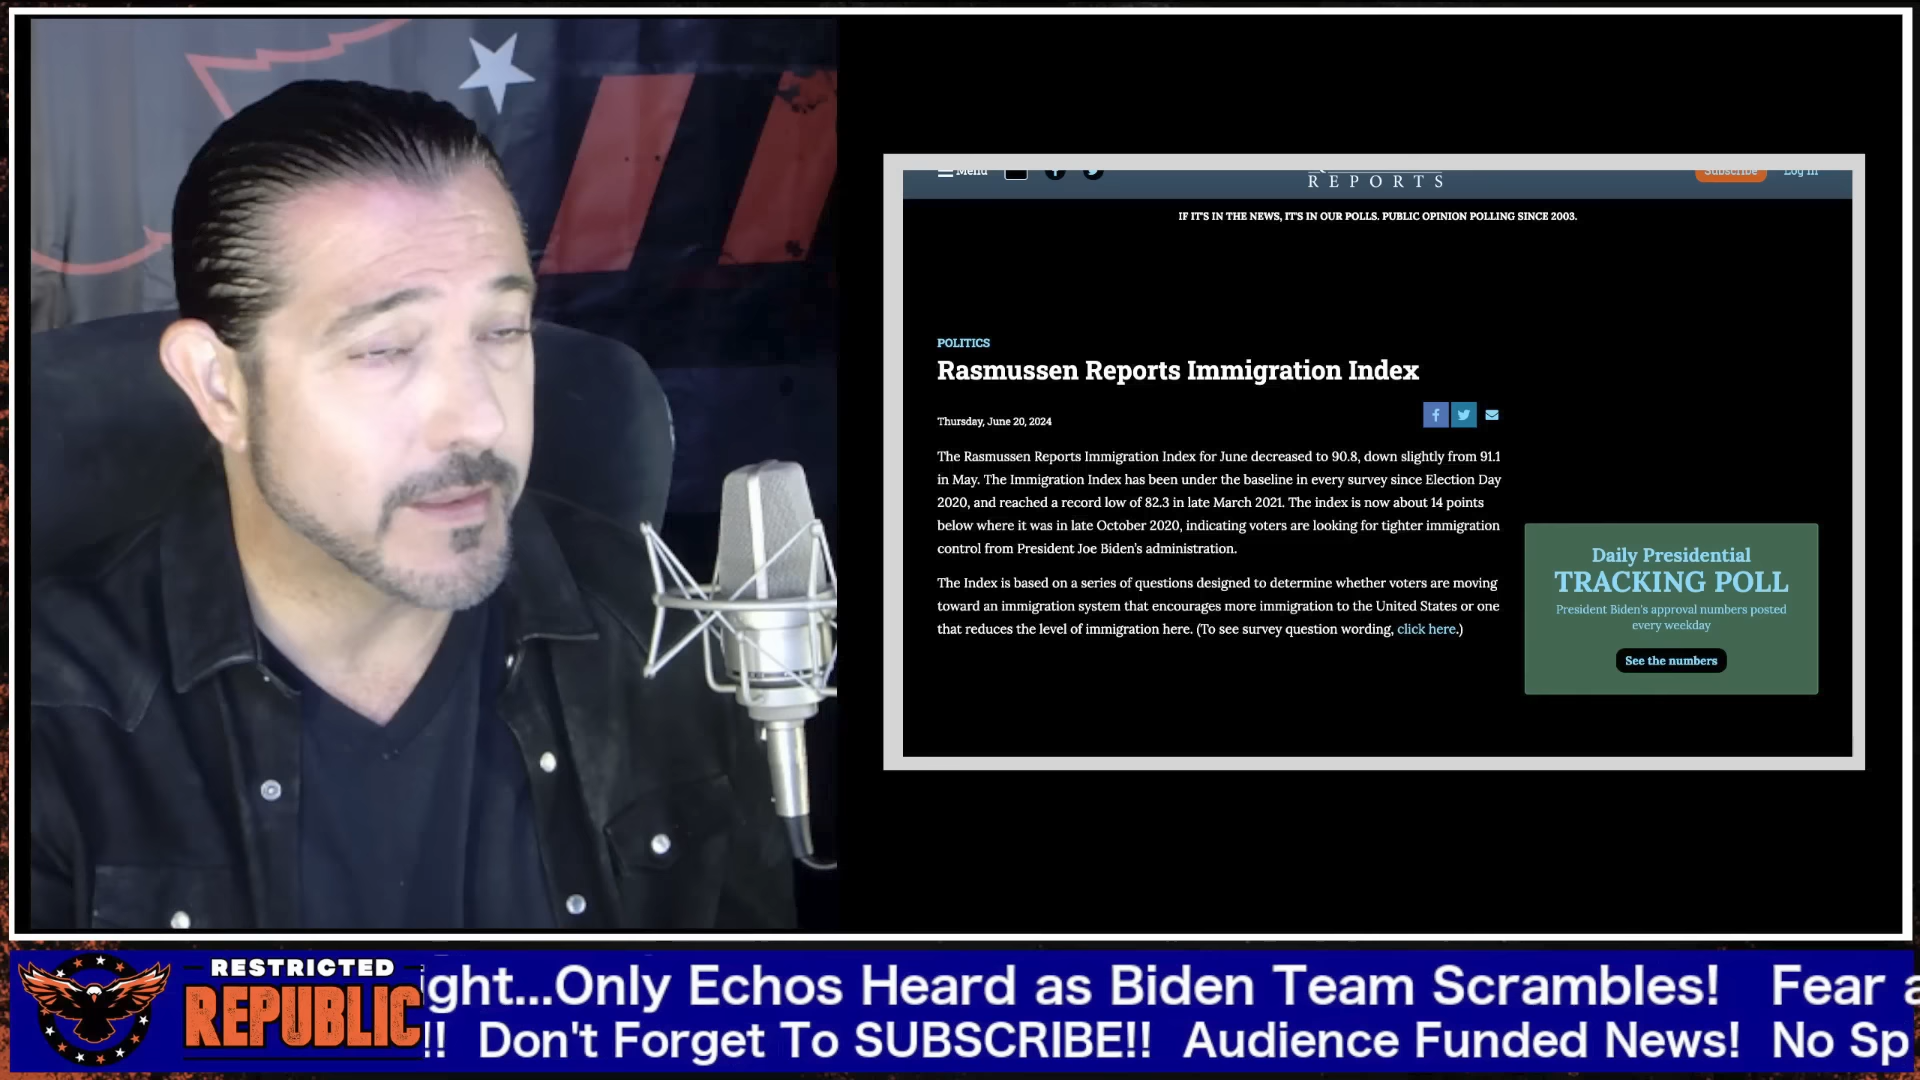 Menu
REPORTS
Subscribe
Log In
IF IT'S IN THE NEWS, IT'S IN OUR POLLS. PUBLIC OPINION POLLING SINCE 2003.
POLITICS
Rasmussen Reports Immigration Index
Thursday, June 20, 2024
The Rasmussen Reports Immigration Index for June decreased to 90.8, down slightly from 91.1
in May. The Immigration Index has been under the baseline in every survey since Election Day
2020, and reached a record low of 82.3 in late March 2021. The index is now about 14 points
below where it was in late October 2020, indicating voters are looking for tighter immigration
control from President Joe Biden's administration.
The Index is based on a series of questions designed to determine whether voters are moving
toward an immigration system that encourages more immigration to the United States or one
that reduces the level of immigration here. (To see survey question wording, click here.)
Daily Presidential
TRACKING POLL
President Biden's approval numbers posted
every weekday
See the numbers
RESTRICTED
REPUBLIC
ight...Only Echos Heard as Biden Team Scrambles! Fear a
!! Don't Forget To SUBSCRIBE!! Audience Funded News! No Sp